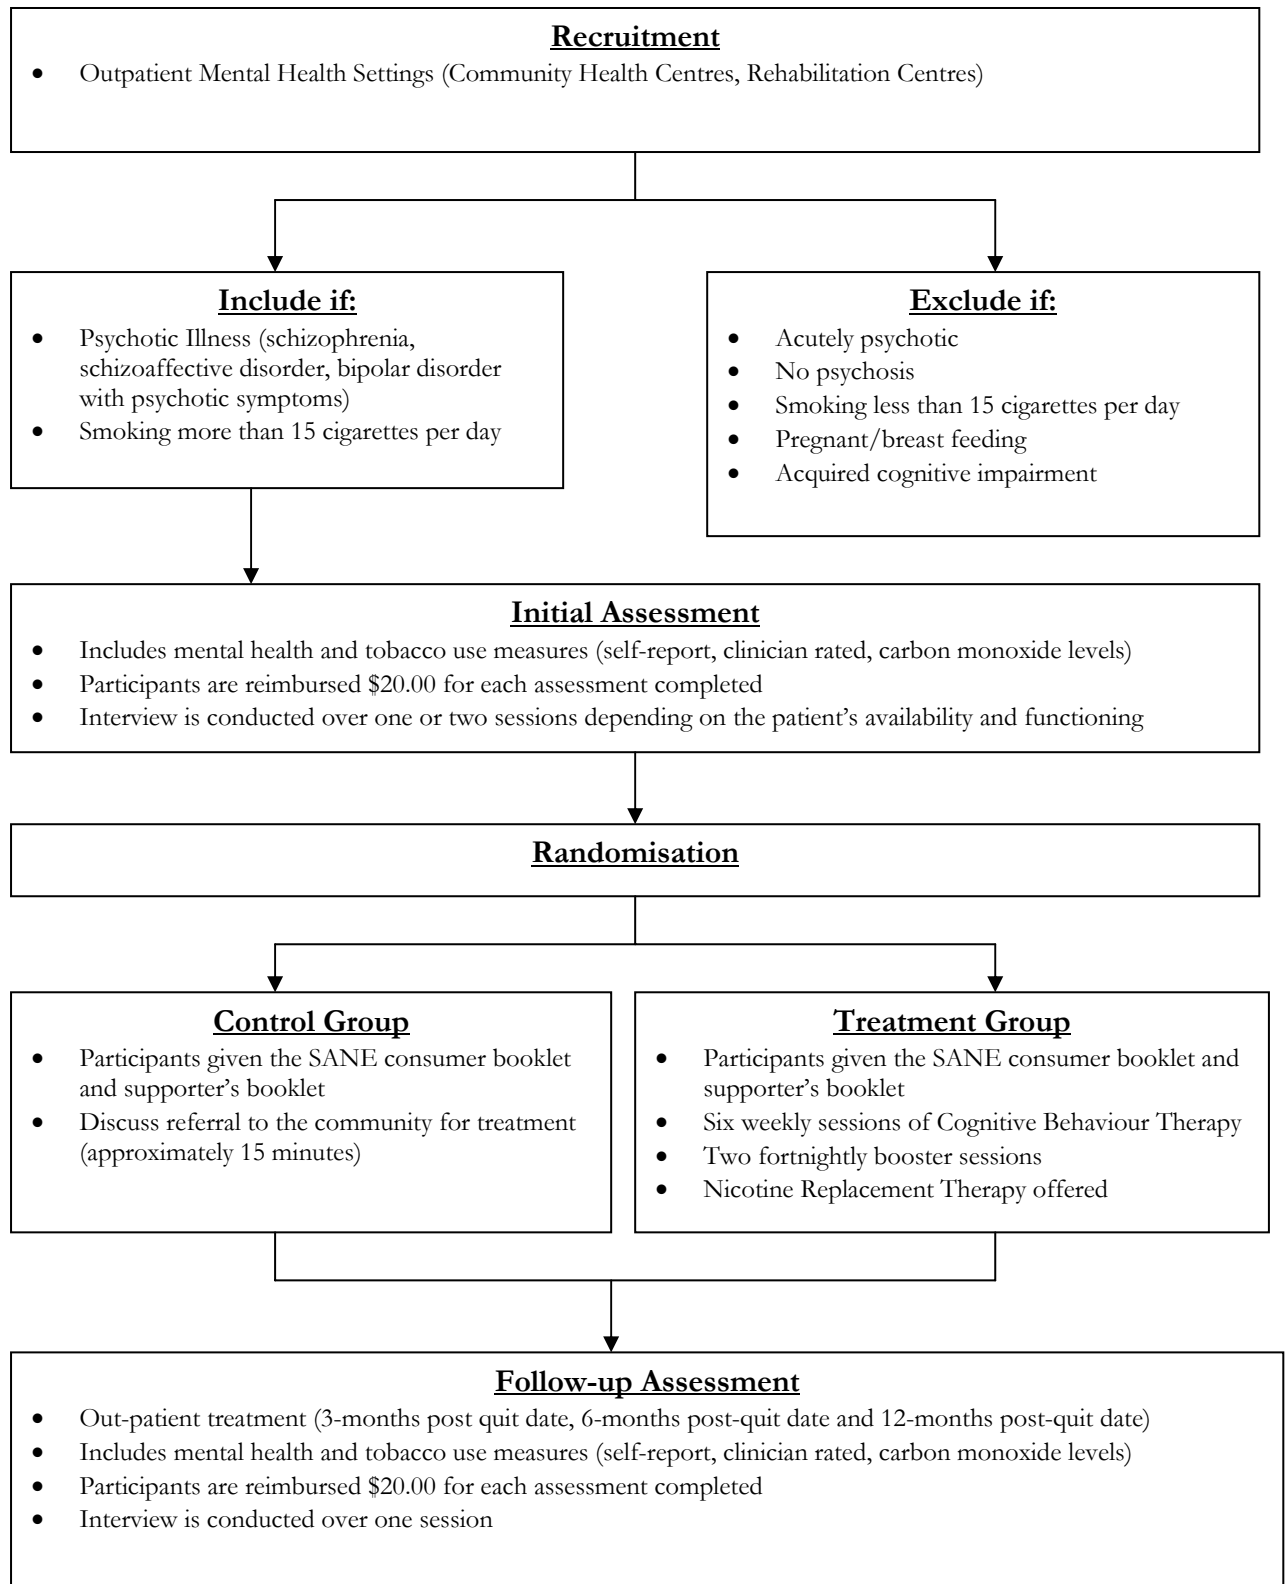 Recruitment
• Outpatient Mental Health Settings (Community Health Centres, Rehabilitation Centres)
Include if:
• Psychotic Illness (schizophrenia,
schizoaffective disorder, bipolar disorder
with psychotic symptoms)
• Smoking more than 15 cigarettes per day
Exclude if:
• Acutely psychotic
• No psychosis
• Smoking less than 15 cigarettes per day
• Pregnant/breast feeding
• Acquired cognitive impairment
Initial Assessment
• Includes mental health and tobacco use measures (self-report, clinician rated, carbon monoxide levels)
• Participants are reimbursed $20.00 for each assessment completed
• Interview is conducted over one or two sessions depending on the patient's availability and functioning
Randomisation
Control Group
• Participants given the SANE consumer booklet
and supporter's booklet
• Discuss referral to the community for treatment
(approximately 15 minutes)
Treatment Group
• Participants given the SANE consumer booklet and
supporter's booklet
• Six weekly sessions of Cognitive Behaviour Therapy
• Two fortnightly booster sessions
• Nicotine Replacement Therapy offered
Follow-up Assessment
• Out-patient treatment (3-months post quit date, 6-months post-quit date and 12-months post-quit date)
• Includes mental health and tobacco use measures (self-report, clinician rated, carbon monoxide levels)
• Participants are reimbursed $20.00 for each assessment completed
• Interview is conducted over one session